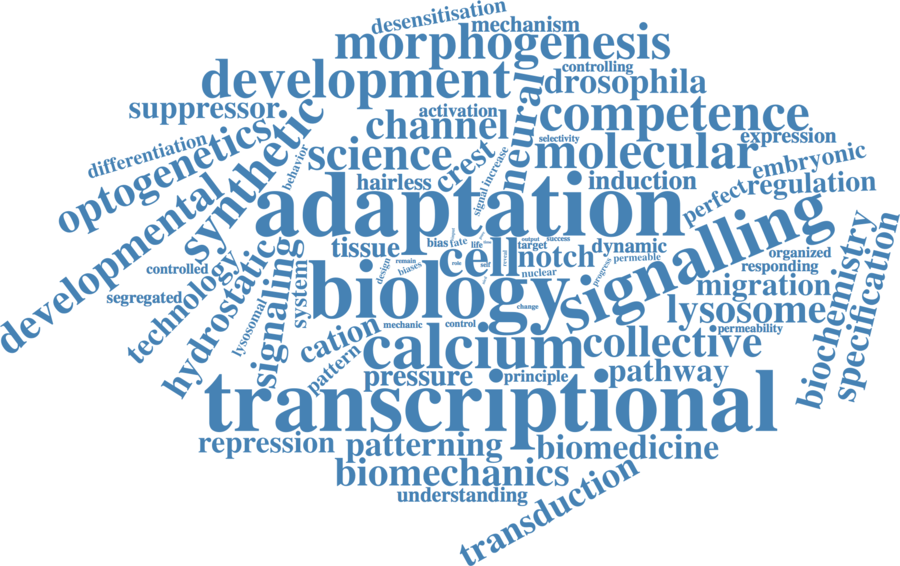 desensitisation
mechanism
morphogenesis
controlling
development
drosophila
suppressor
activation
channel
neural
competence
selectivity
expression
differentiation
optogenetics
synthetic
behavior
science
crest
signal
increase
molecular
embryonic
hairless
induction
perfect
regulation
adaptation
developmental
tissue
bias
fate
life
output
success
target
dynamic
cell
notch
permeable
organized
signalling
controlled
technology
hydrostatic
signaling
system
design
remain
biases
role
self
reveal
nuclear
progress
responding
biology
migration
biochemistry
specification
segregated
lysosomal
change
lysosome
cation
mechanic
control
permeability
pattern
calcium
collective
pressure
principle
pathway
transcriptional
repression
patterning
biomedicine
biomechanics
understanding
transduction